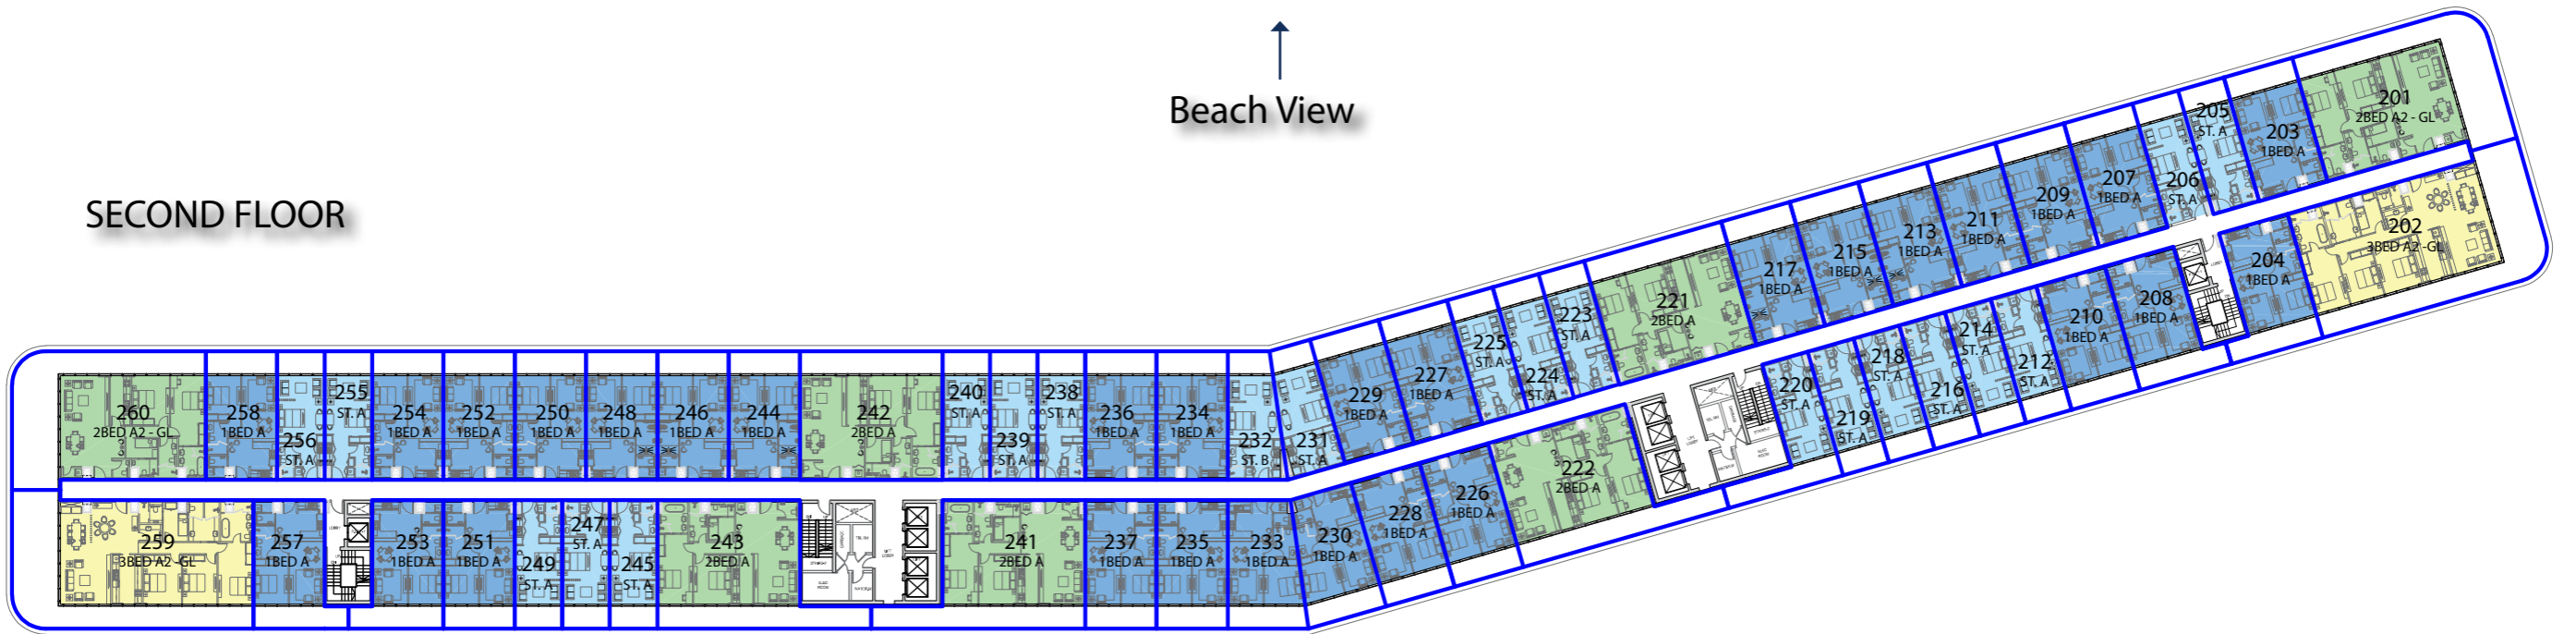 Beach View
SECOND FLOOR
201
2BED A2 - GL
202
3BED A2 -GL
203
1BED A
204
1BED A
205
ST. A
206
ST. A
207
1BED A
208
1BED A
209
1BED A
210
1BED A
211
1BED A
212
ST. A
213
1BED A
214
ST. A
215
1BED A
216
ST. A
217
1BED A
218
ST. A
219
ST. A
220
ST. A
221
2BED A
222
2BED A
223
ST. A
224
ST. A
225
ST. A
226
1BED A
227
1BED A
228
1BED A
229
1BED A
230
1BED A
231
ST. A
232
ST. B
233
1BED A
234
1BED A
235
1BED A
236
1BED A
237
1BED A
238
ST. A
239
ST. A
240
ST. A
241
2BED A
242
2BED A
243
2BED A
244
1BED A
245
ST. A
246
1BED A
247
ST. A
248
1BED A
249
ST. A
250
1BED A
251
1BED A
252
1BED A
253
1BED A
254
1BED A
255
ST. A
256
ST. A
257
1BED A
258
1BED A
259
3BED A2 -GL
260
2BED A2 - GL